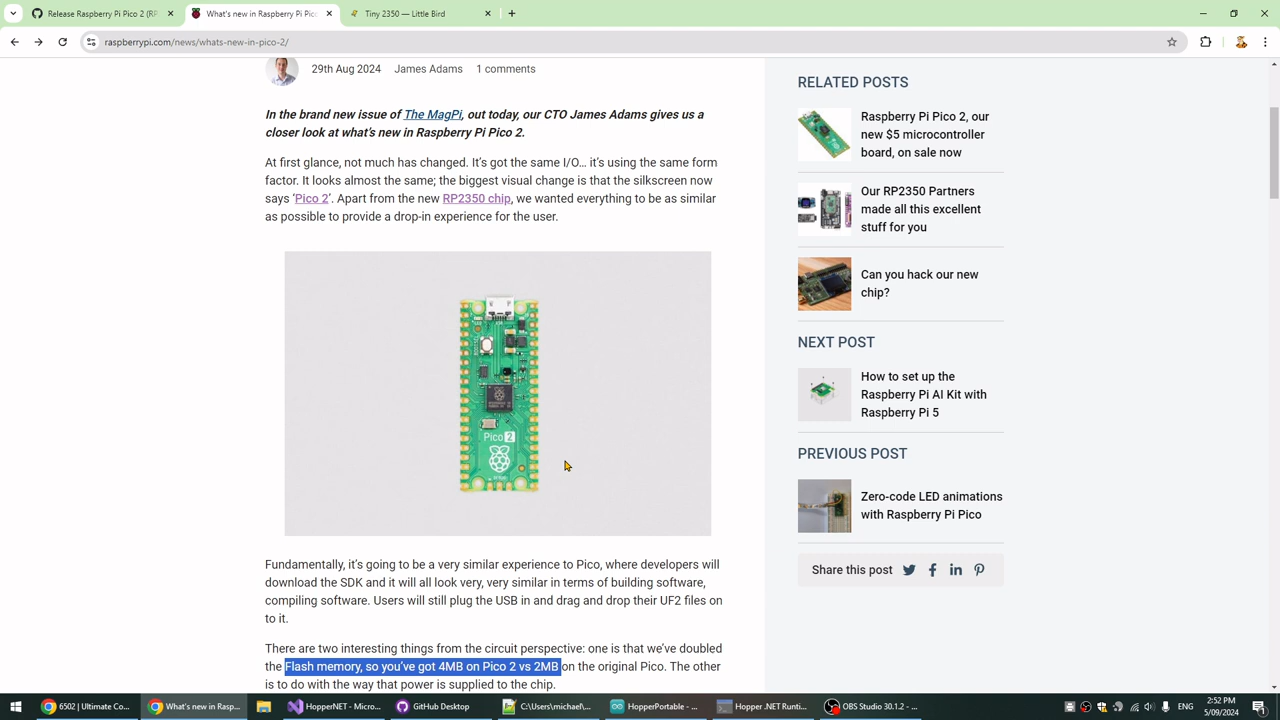 Release Raspberry Pi Pico 2 (RP
What's new in Raspberry Pi Pico
Tiny 2350 — Little Bird
raspberrypi.com/news/whats-new-in-pico-2/
29th Aug 2024 James Adams 1 comments
In the brand new issue of The MagPi, out today, our CTO James Adams gives us a
closer look at what's new in Raspberry Pi Pico 2.
At first glance, not much has changed. It's got the same I/O… it's using the same form
factor. It looks almost the same; the biggest visual change is that the silkscreen now
says 'Pico 2'. Apart from the new RP2350 chip, we wanted everything to be as similar
as possible to provide a drop-in experience for the user.
Pico 2
Fundamentally, it's going to be a very similar experience to Pico, where developers will
download the SDK and it will all look very, very similar in terms of building software,
compiling software. Users will still plug the USB in and drag and drop their UF2 files on
to it.
There are two interesting things from the circuit perspective: one is that we've doubled
the Flash memory, so you've got 4MB on Pico 2 vs 2MB on the original Pico. The other
is to do with the way that power is supplied to the chip.
RELATED POSTS
Raspberry Pi Pico 2, our
new $5 microcontroller
board, on sale now
Our RP2350 Partners
made all this excellent
stuff for you
Can you hack our new
chip?
NEXT POST
How to set up the
Raspberry Pi AI Kit with
Raspberry Pi 5
PREVIOUS POST
Zero-code LED animations
with Raspberry Pi Pico
Share this post
6502 | Ultimate Co...
What's new in Rasp...
HopperNET - Micro...
GitHub Desktop
C:\Users\michael\...
HopperPortable - ...
Hopper .NET Runti...
OBS Studio 30.1.2 - ...
ENG
2:52 PM
5/09/2024